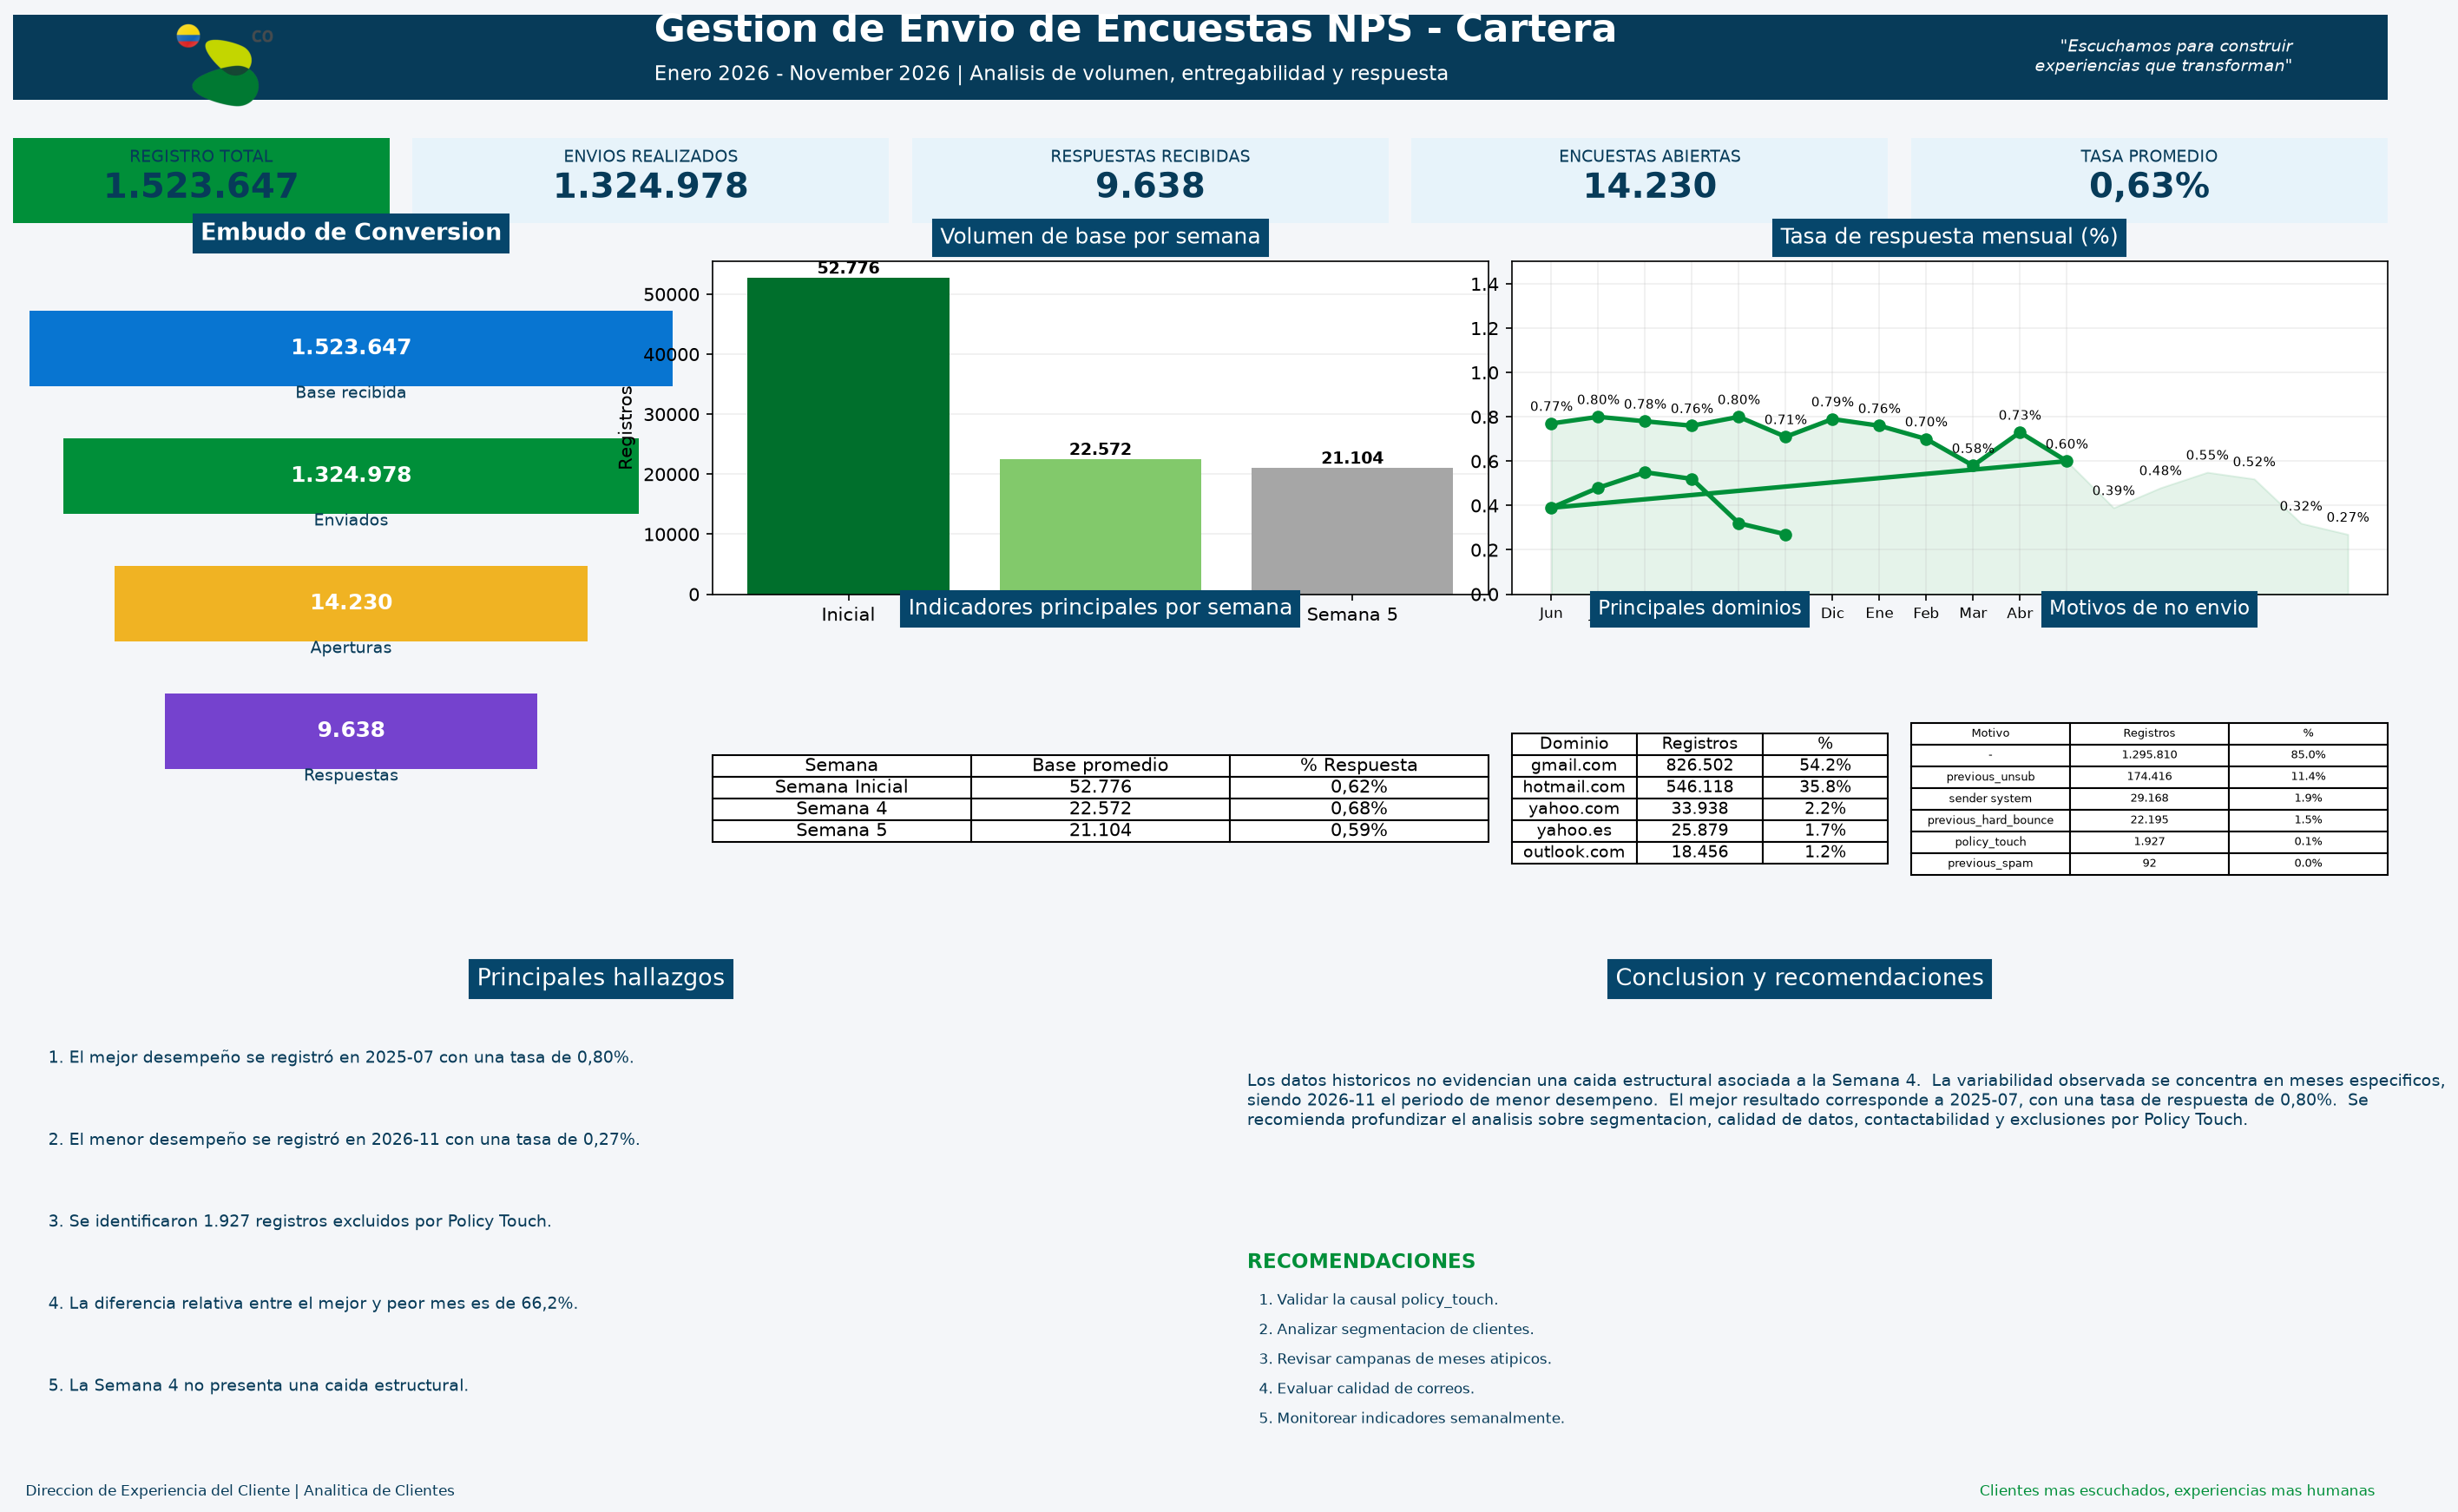 CO
Gestion de Envio de Encuestas NPS - Cartera
Enero 2026 - November 2026 | Analisis de volumen, entregabilidad y respuesta
"Escuchamos para construir
experiencias que transforman"
REGISTRO TOTAL
1.523.647
ENVIOS REALIZADOS
1.324.978
RESPUESTAS RECIBIDAS
9.638
ENCUESTAS ABIERTAS
14.230
TASA PROMEDIO
0,63%
Embudo de Conversion
1.523.647
Base recibida
1.324.978
Enviados
14.230
Aperturas
9.638
Respuestas
Volumen de base por semana
Registros
50000
40000
30000
20000
10000
0
52.776
22.572
21.104
Inicial
Semana 5
Tasa de respuesta mensual (%)
1.4
1.2
1.0
0.8
0.6
0.4
0.2
0.0
0.77% 0.80% 0.78% 0.76% 0.80% 0.71% 0.79% 0.76% 0.70% 0.58% 0.73% 0.60% 0.39% 0.48% 0.55% 0.52% 0.32% 0.27%
Jun Dic Ene Feb Mar Abr
Indicadores principales por semana
Semana Base promedio % Respuesta
Semana Inicial 52.776 0,62%
Semana 4 22.572 0,68%
Semana 5 21.104 0,59%
Principales dominios
Dominio Registros %
gmail.com 826.502 54.2%
hotmail.com 546.118 35.8%
yahoo.com 33.938 2.2%
yahoo.es 25.879 1.7%
outlook.com 18.456 1.2%
Motivos de no envio
Motivo Registros %
- 1.295.810 85.0%
previous_unsub 174.416 11.4%
sender system 29.168 1.9%
previous_hard_bounce 22.195 1.5%
policy_touch 1.927 0.1%
previous_spam 92 0.0%
Principales hallazgos
1. El mejor desempeño se registró en 2025-07 con una tasa de 0,80%.
2. El menor desempeño se registró en 2026-11 con una tasa de 0,27%.
3. Se identificaron 1.927 registros excluidos por Policy Touch.
4. La diferencia relativa entre el mejor y peor mes es de 66,2%.
5. La Semana 4 no presenta una caida estructural.
Conclusion y recomendaciones
Los datos historicos no evidencian una caida estructural asociada a la Semana 4.  La variabilidad observada se concentra en meses especificos,
siendo 2026-11 el periodo de menor desempeno.  El mejor resultado corresponde a 2025-07, con una tasa de respuesta de 0,80%.  Se
recomienda profundizar el analisis sobre segmentacion, calidad de datos, contactabilidad y exclusiones por Policy Touch.
RECOMENDACIONES
1. Validar la causal policy_touch.
2. Analizar segmentacion de clientes.
3. Revisar campanas de meses atipicos.
4. Evaluar calidad de correos.
5. Monitorear indicadores semanalmente.
Direccion de Experiencia del Cliente | Analitica de Clientes
Clientes mas escuchados, experiencias mas humanas